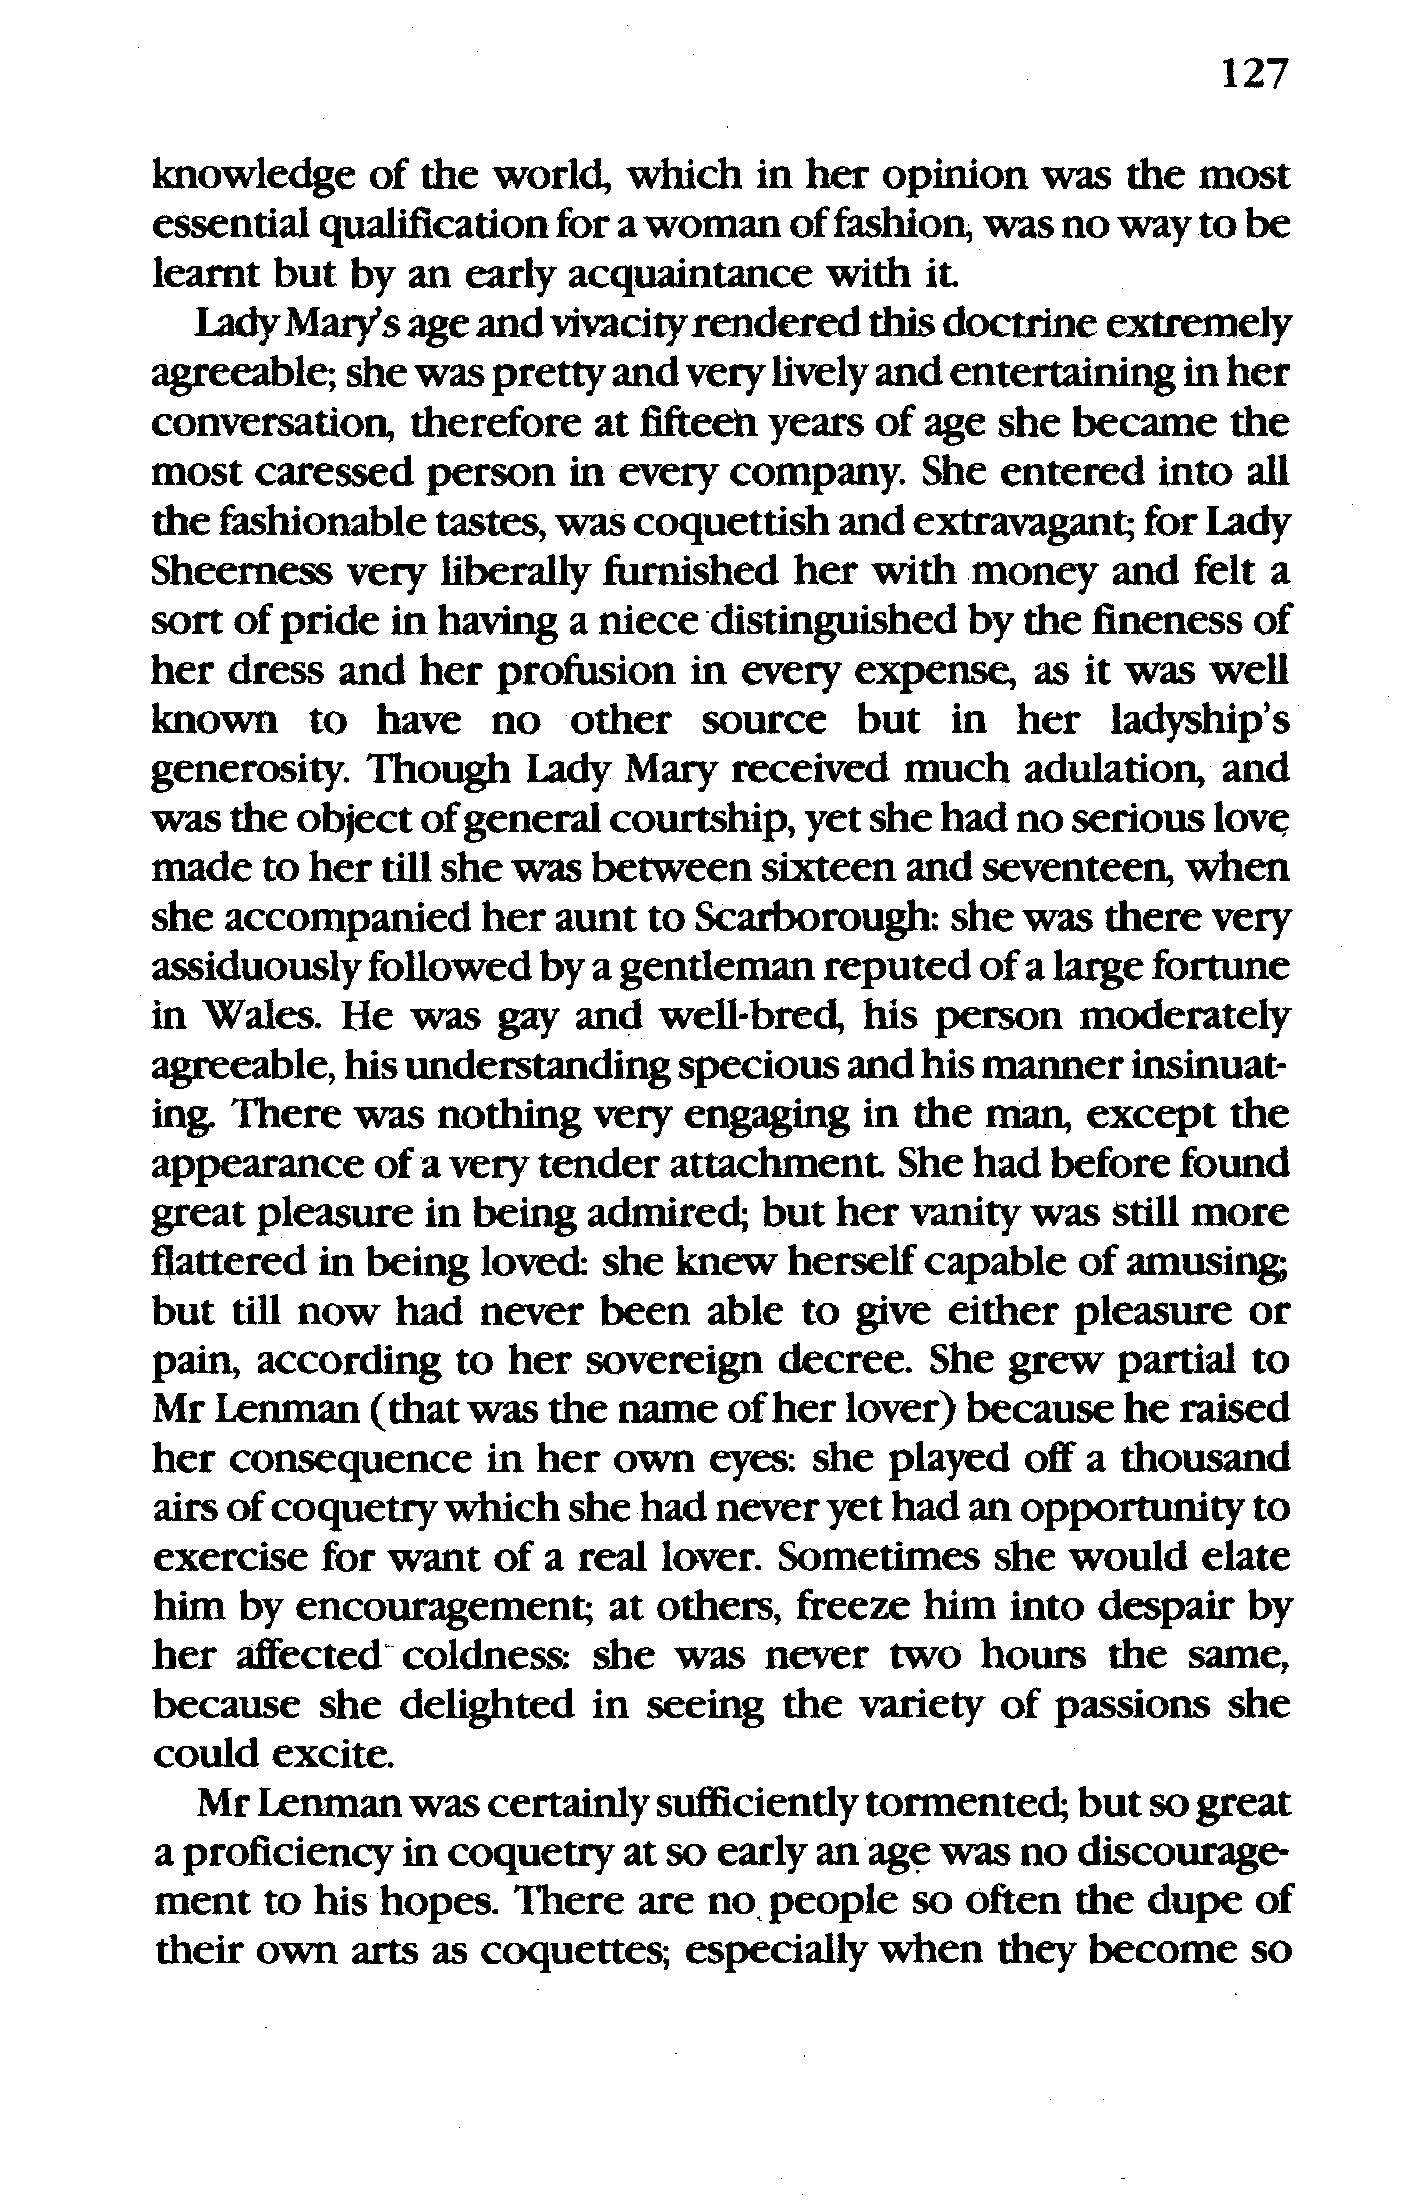 127
knowledge of the world, which in her opinion was the most
essential qualification for a woman of fashion, was no way to be
learnt but by an early acquaintance with it.
Lady Mary's age and vivacity rendered this doctrine extremely
agreeable; she was pretty and very lively and entertaining in her
conversation, therefore at fifteen years of age she became the
most caressed person in every company. She entered into all
the fashionable tastes, was coquettish and extravagant; for Lady
Sheerness very liberally furnished her with money and felt a
sort of pride in having a niece distinguished by the fineness of
her dress and her profusion in every expense, as it was well
known to have no other source but in her ladyship's
generosity. Though Lady Mary received much adulation, and
was the object of general courtship, yet she had no serious love
made to her till she was between sixteen and seventeen, when
she accompanied her aunt to Scarborough: she was there very
assiduously followed by a gentleman reputed of a large fortune
in Wales. He was gay and well-bred, his person moderately
agreeable, his understanding specious and his manner insinuat-
ing. There was nothing very engaging in the man, except the
appearance of a very tender attachment. She had before found
great pleasure in being admired; but her vanity was still more
flattered in being loved: she knew herself capable of amusing;
but till now had never been able to give either pleasure or
pain, according to her sovereign decree. She grew partial to
Mr Lenman (that was the name of her lover) because he raised
her consequence in her own eyes: she played off a thousand
airs of coquetry which she had never yet had an opportunity to
exercise for want of a real lover. Sometimes she would elate
him by encouragement; at others, freeze him into despair by
her affected coldness: she was never two hours the same,
because she delighted in seeing the variety of passions she
could excite.
Mr Lenman was certainly sufficiently tormented; but so great
a proficiency in coquetry at so early an age was no discourage-
ment to his hopes. There are no people so often the dupe of
their own arts as coquettes; especially when they become so